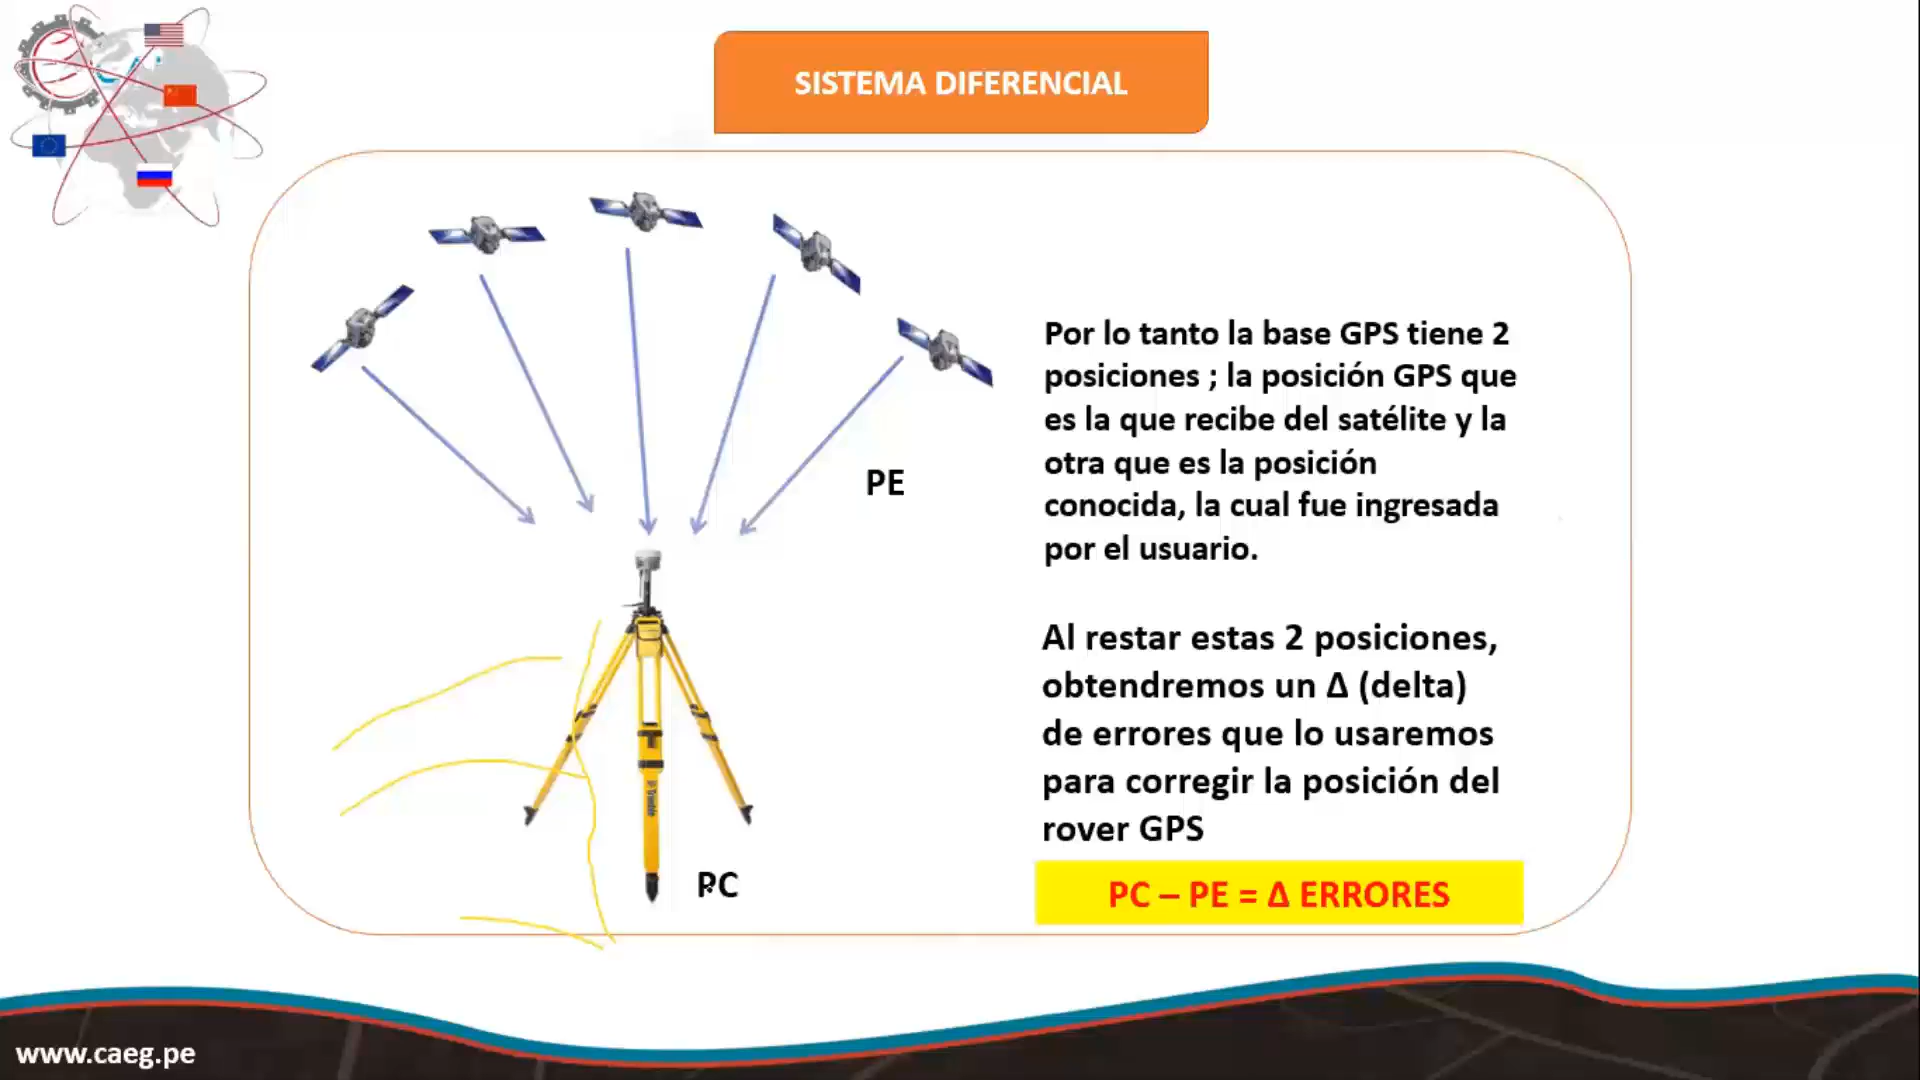 SISTEMA DIFERENCIAL
Por lo tanto la base GPS tiene 2
posiciones ; la posición GPS que
es la que recibe del satélite y la
otra que es la posición
conocida, la cual fue ingresada
por el usuario.
PE
Al restar estas 2 posiciones,
obtendremos un Δ (delta)
de errores que lo usaremos
para corregir la posición del
rover GPS
Trimble
PC
PC – PE = Δ ERRORES
www.caeg.pe